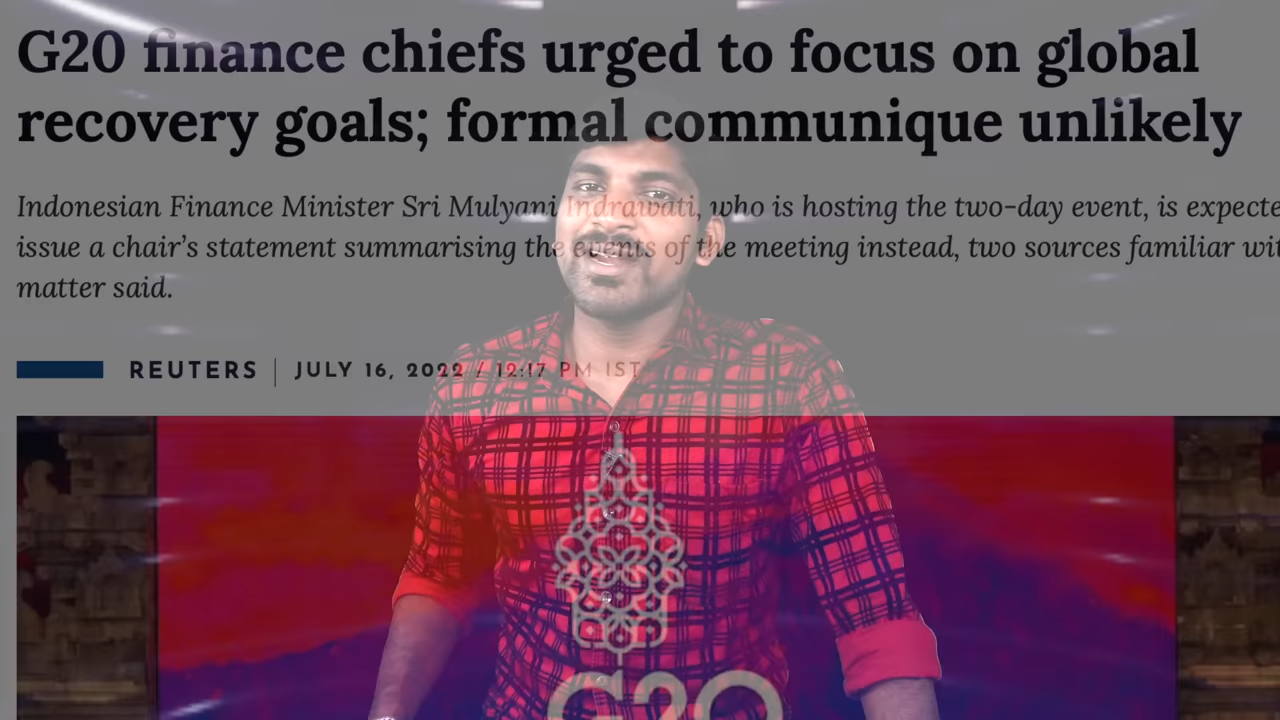 G20 finance chiefs urged to focus on global
recovery goals; formal communique unlikely
Indonesian Finance Minister Sri Mulyani Indrawati, who is hosting the two-day event, is expecte
issue a chair's statement summarising the events of the meeting instead, two sources familiar wi
matter said.
REUTERS | JULY 16, 2022 / 12:17 PM IST
G20